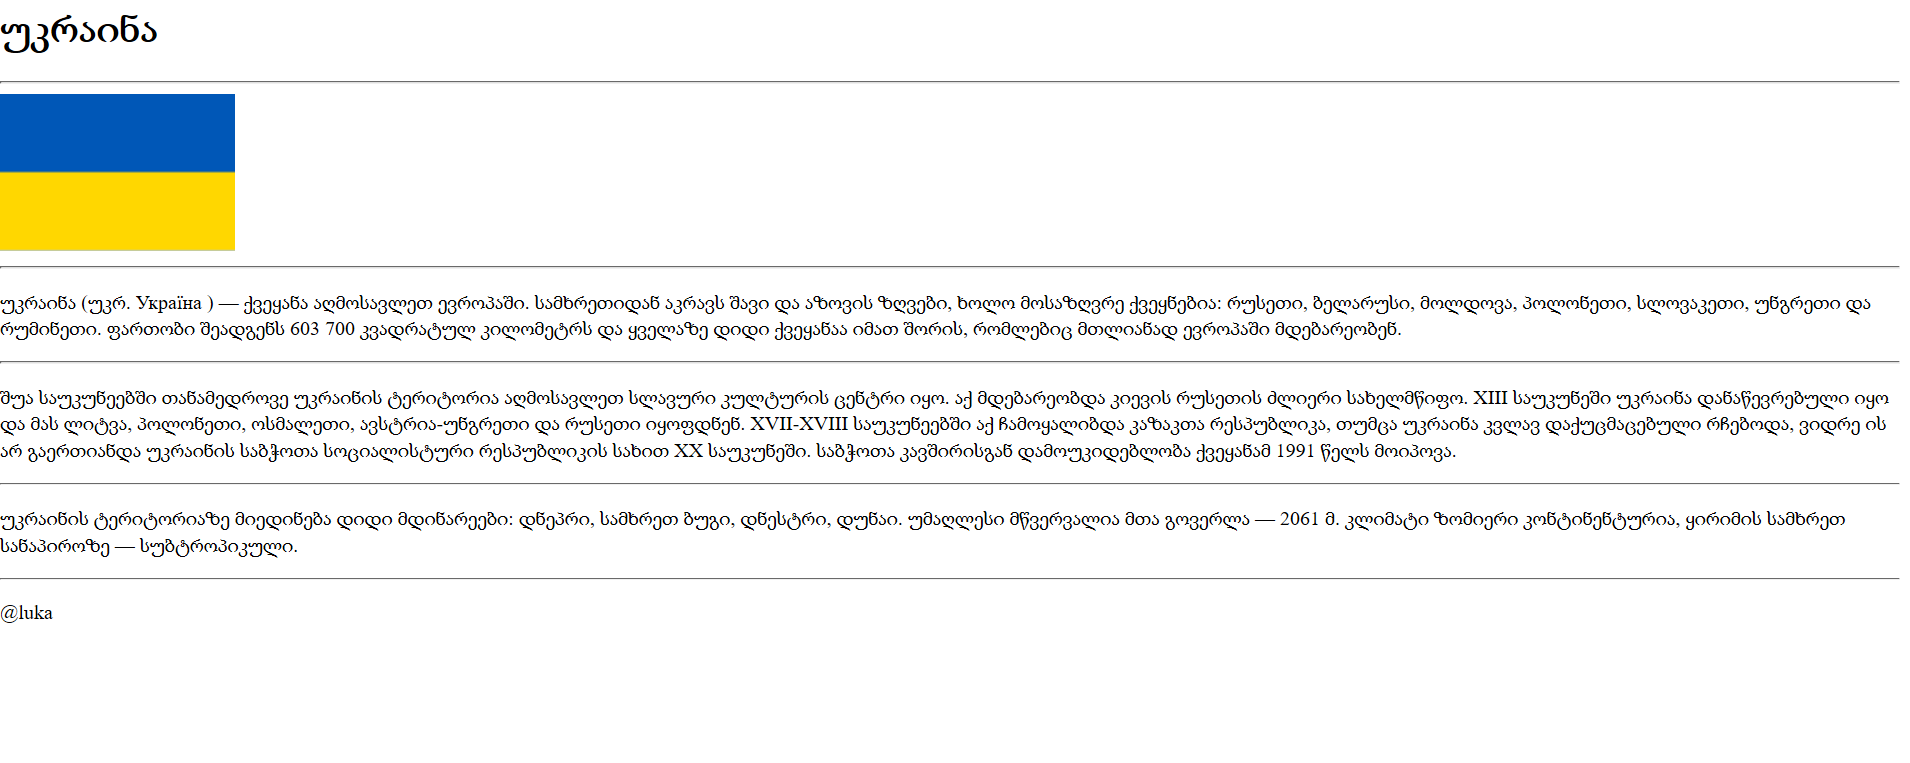 უკრაინა
უკრაინა (უკრ. Україна ) — ქვეყანა აღმოსავლეთ ევროპაში. სამხრეთიდან აკრავს შავი და აზოვის ზღვები, ხოლო მოსაზღვრე ქვეყნებია: რუსეთი, ბელარუსი, მოლდოვა, პოლონეთი, სლოვაკეთი, უნგრეთი და
რუმინეთი. ფართობი შეადგენს 603 700 კვადრატულ კილომეტრს და ყველაზე დიდი ქვეყანაა იმათ შორის, რომლებიც მთლიანად ევროპაში მდებარეობენ.
შუა საუკუნეებში თანამედროვე უკრაინის ტერიტორია აღმოსავლეთ სლავური კულტურის ცენტრი იყო. აქ მდებარეობდა კიევის რუსეთის ძლიერი სახელმწიფო. XIII საუკუნეში უკრაინა დანაწევრებული იყო
და მას ლიტვა, პოლონეთი, ოსმალეთი, ავსტრია-უნგრეთი და რუსეთი იყოფდნენ. XVII-XVIII საუკუნეებში აქ ჩამოყალიბდა კაზაკთა რესპუბლიკა, თუმცა უკრაინა კვლავ დაქუცმაცებული რჩებოდა, ვიდრე ის
არ გაერთიანდა უკრაინის საბჭოთა სოციალისტური რესპუბლიკის სახით XX საუკუნეში. საბჭოთა კავშირისგან დამოუკიდებლობა ქვეყანამ 1991 წელს მოიპოვა.
უკრაინის ტერიტორიაზე მიედინება დიდი მდინარეები: დნეპრი, სამხრეთ ბუგი, დნესტრი, დუნაი. უმაღლესი მწვერვალია მთა გოვერლა — 2061 მ. კლიმატი ზომიერი კონტინენტურია, ყირიმის სამხრეთ
სანაპიროზე — სუბტროპიკული.
@luka